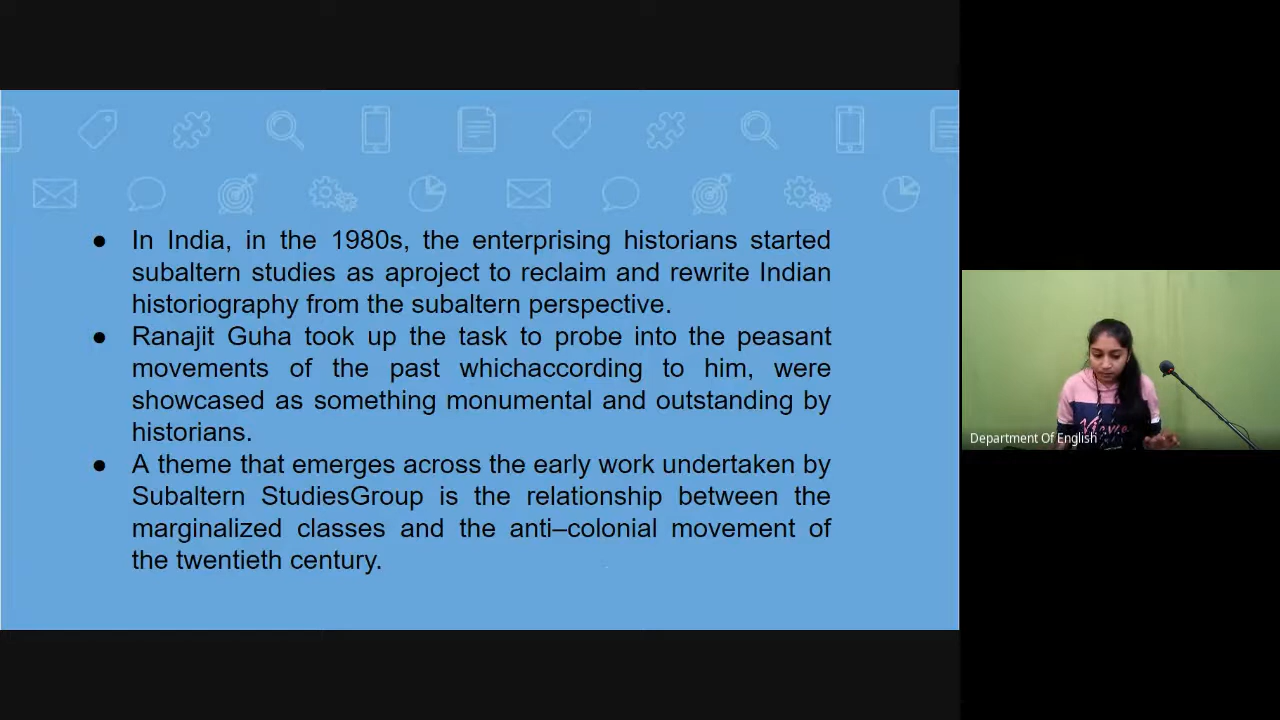 ● In India, in the 1980s, the enterprising historians started
subaltern studies as aproject to reclaim and rewrite Indian
historiography from the subaltern perspective.
● Ranajit Guha took up the task to probe into the peasant
movements of the past whichaccording to him, were
showcased as something monumental and outstanding by
historians.
● A theme that emerges across the early work undertaken by
Subaltern StudiesGroup is the relationship between the
marginalized classes and the anti–colonial movement of
the twentieth century.
Department Of English